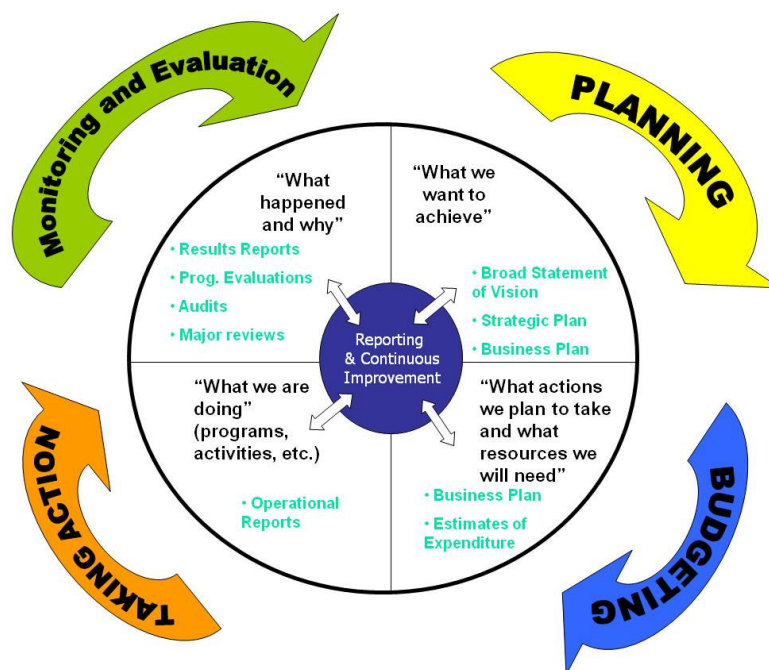 Monitoring and Evaluation
PLANNING
“What
happened
and why”
• Results Reports
• Prog. Evaluations
• Audits
• Major reviews
“What we
want to
achieve”
• Broad Statement
of Vision
• Strategic Plan
• Business Plan
Reporting
& Continuous
Improvement
“What we are
doing”
(programs,
activities, etc.)
• Operational
Reports
“What actions
we plan to take
and what
resources we
will need”
• Business Plan
• Estimates of
Expenditure
TAKING ACTION
BUDGETING